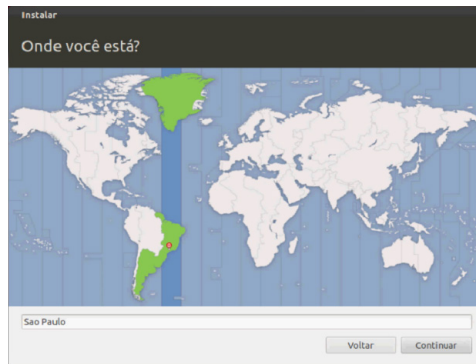 Instalar
Onde você está?
Sao Paulo
Voltar
Continuar